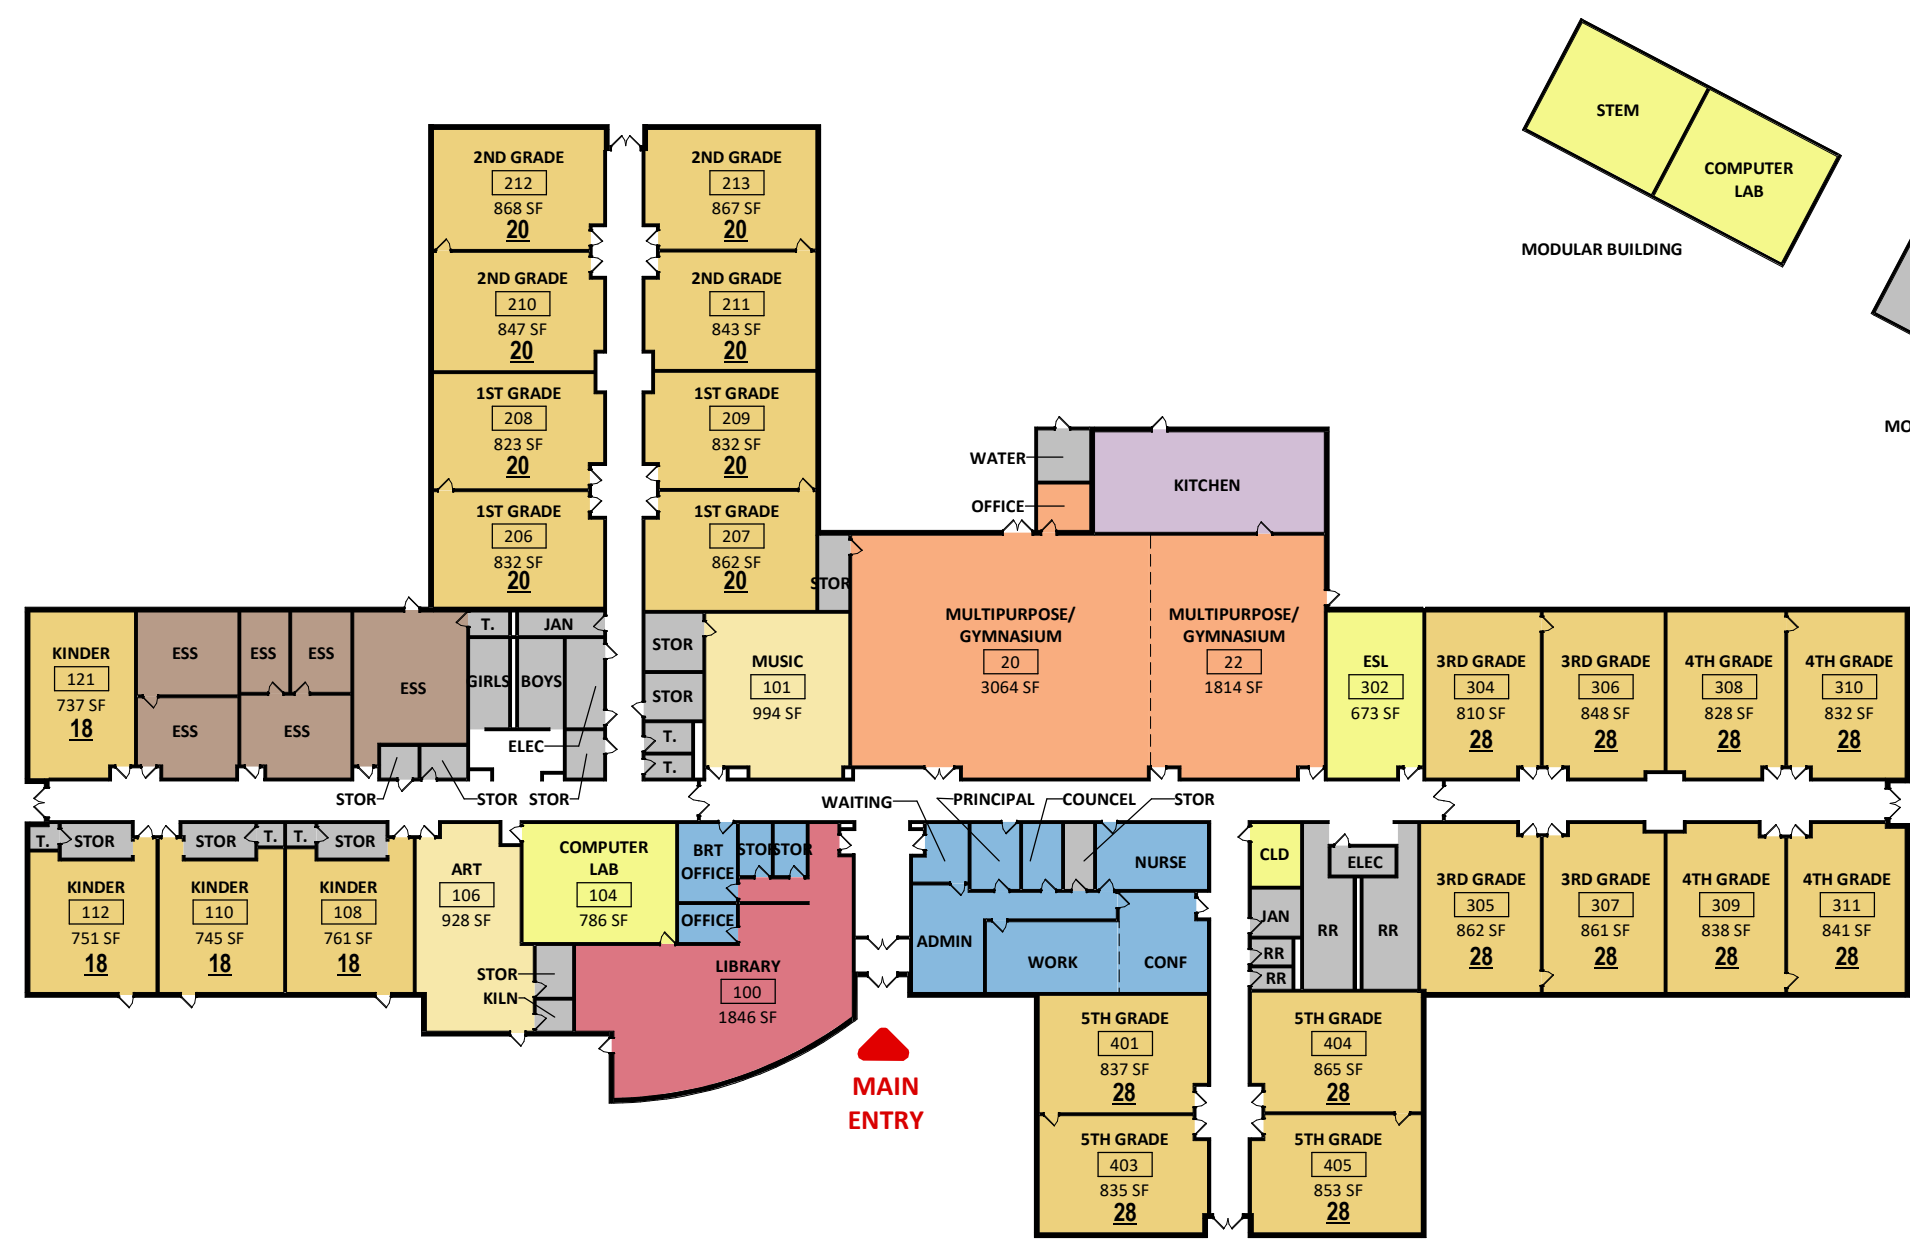 STEM
COMPUTER
LAB
MODULAR BUILDING
MO
2ND GRADE
212
868 SF
20
2ND GRADE
213
867 SF
20
2ND GRADE
210
847 SF
20
2ND GRADE
211
843 SF
20
1ST GRADE
208
823 SF
20
1ST GRADE
209
832 SF
20
1ST GRADE
206
832 SF
20
1ST GRADE
207
862 SF
20
STOR
WATER
OFFICE
KITCHEN
KINDER
121
737 SF
18
ESS
ESS
ESS
ESS
ESS
ESS
T.
JAN
GIRLS
BOYS
ELEC
STOR
STOR
STOR
STOR
STOR
T.
T.
MUSIC
101
994 SF
MULTIPURPOSE/
GYMNASIUM
20
3064 SF
MULTIPURPOSE/
GYMNASIUM
22
1814 SF
ESL
302
673 SF
3RD GRADE
304
810 SF
28
3RD GRADE
306
848 SF
28
4TH GRADE
308
828 SF
28
4TH GRADE
310
832 SF
28
WAITING
PRINCIPAL
COUNCEL
STOR
T.
STOR
STOR
T.
T.
STOR
KINDER
112
751 SF
18
KINDER
110
745 SF
18
KINDER
108
761 SF
18
ART
106
928 SF
COMPUTER
LAB
104
786 SF
BRT
OFFICE
STOR
STOR
OFFICE
STOR
KILN
LIBRARY
100
1846 SF
NURSE
ADMIN
WORK
CONF
CLD
JAN
RR
RR
ELEC
RR
RR
3RD GRADE
305
862 SF
28
3RD GRADE
307
861 SF
28
4TH GRADE
309
838 SF
28
4TH GRADE
311
841 SF
28
MAIN
ENTRY
5TH GRADE
401
837 SF
28
5TH GRADE
404
865 SF
28
5TH GRADE
403
835 SF
28
5TH GRADE
405
853 SF
28